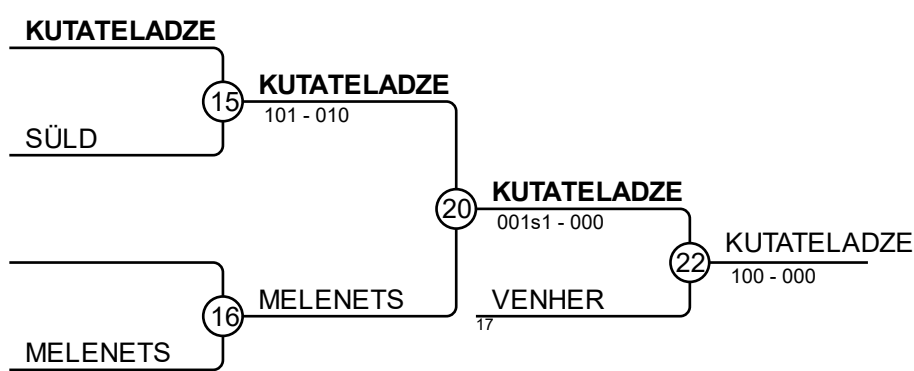 KUTATELADZE
15
KUTATELADZE
101 - 010
SÜLD
20
KUTATELADZE
001s1 - 000
22
KUTATELADZE
100 - 000
16
MELENETS
VENHER
17
MELENETS